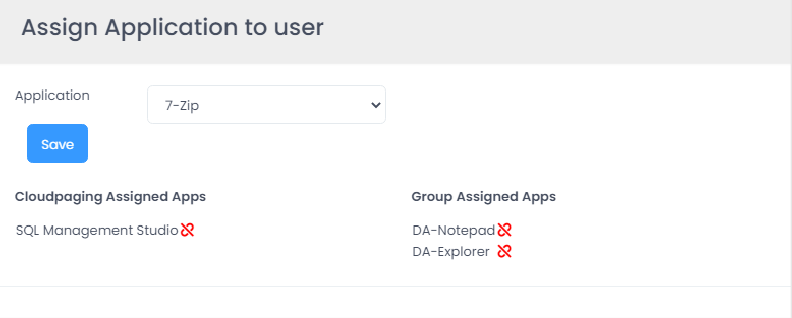 Assign Application to user
Application
7-Zip
Save
Cloudpaging Assigned Apps
SQL Management Studio
Group Assigned Apps
DA-Notepad
DA-Explorer